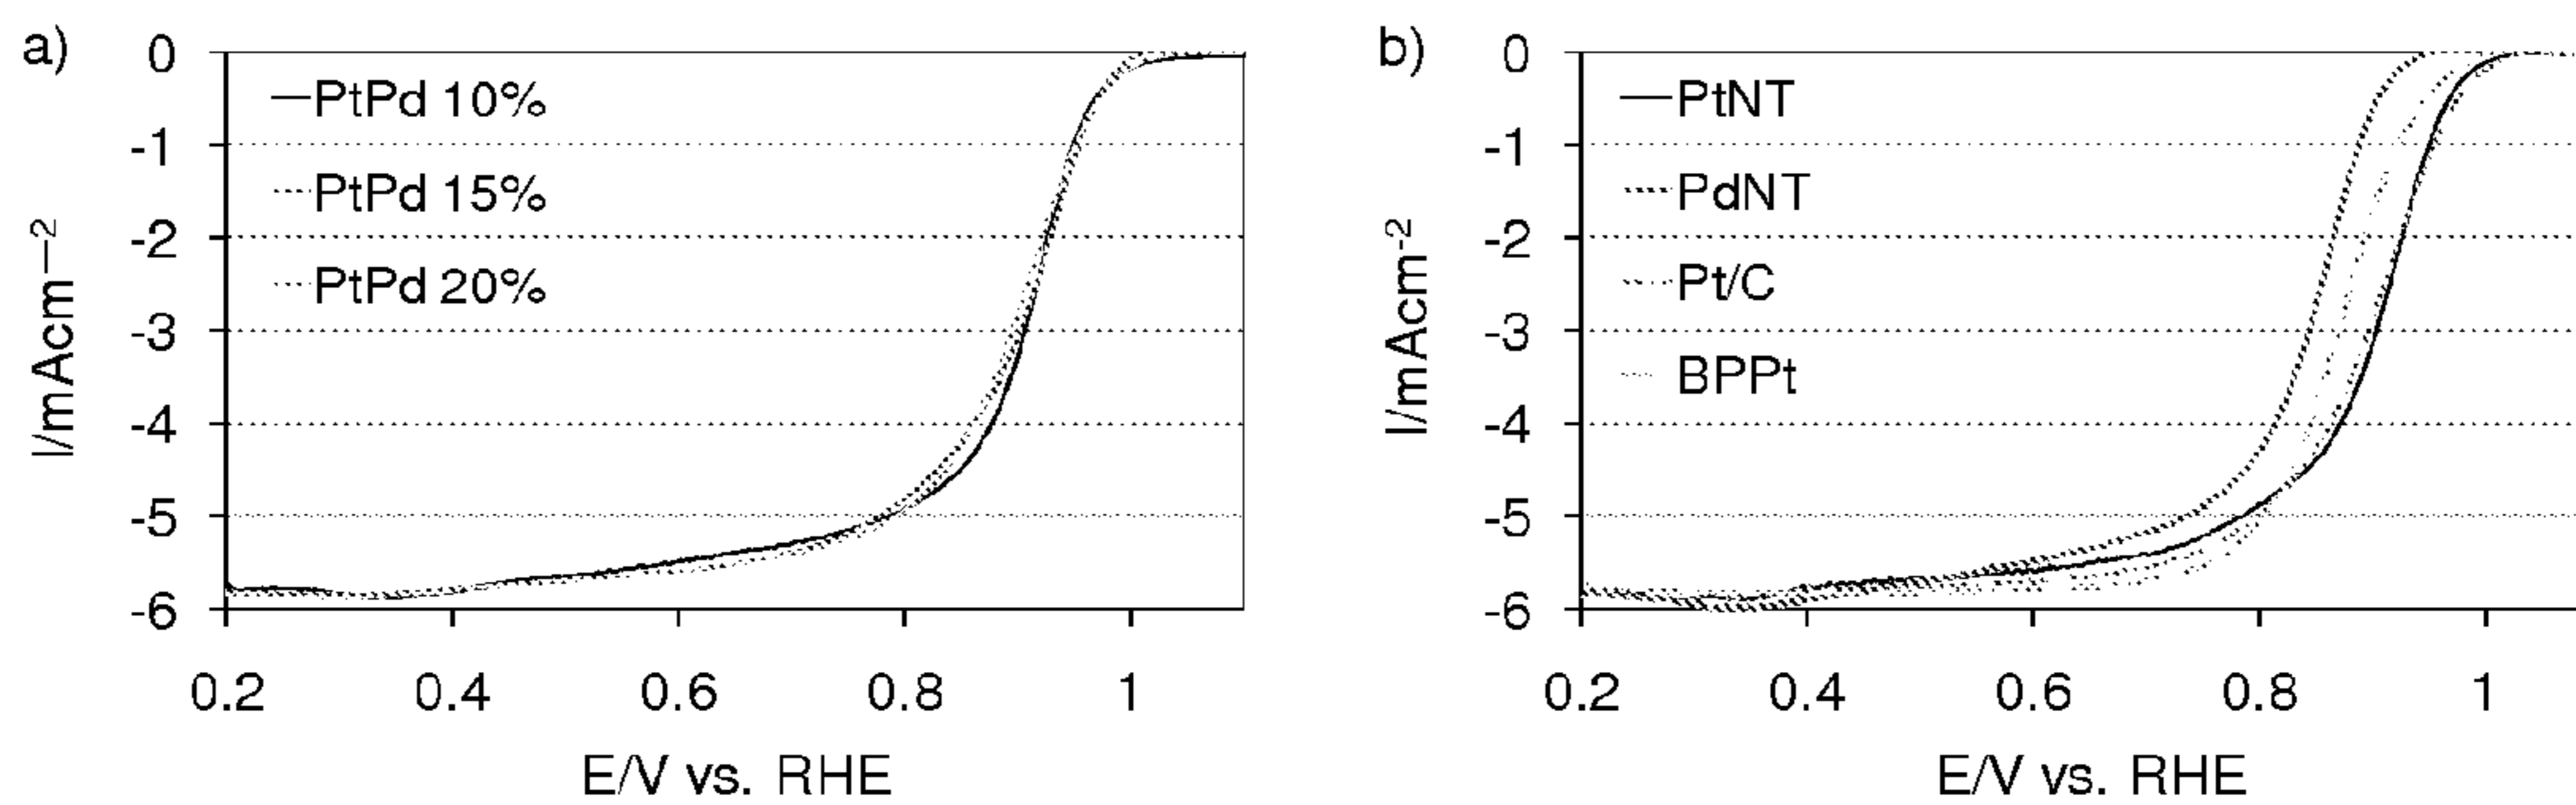 a)
0
-1
-2
-3
-4
-5
-6
I/mAcm−2
PtPd 10%
PtPd 15%
PtPd 20%
0.2 0.4 0.6 0.8 1
E/V vs. RHE
b)
0
-1
-2
-3
-4
-5
-6
I/mAcm-2
PtNT
PdNT
Pt/C
BPPt
0.2 0.4 0.6 0.8 1
E/V vs. RHE